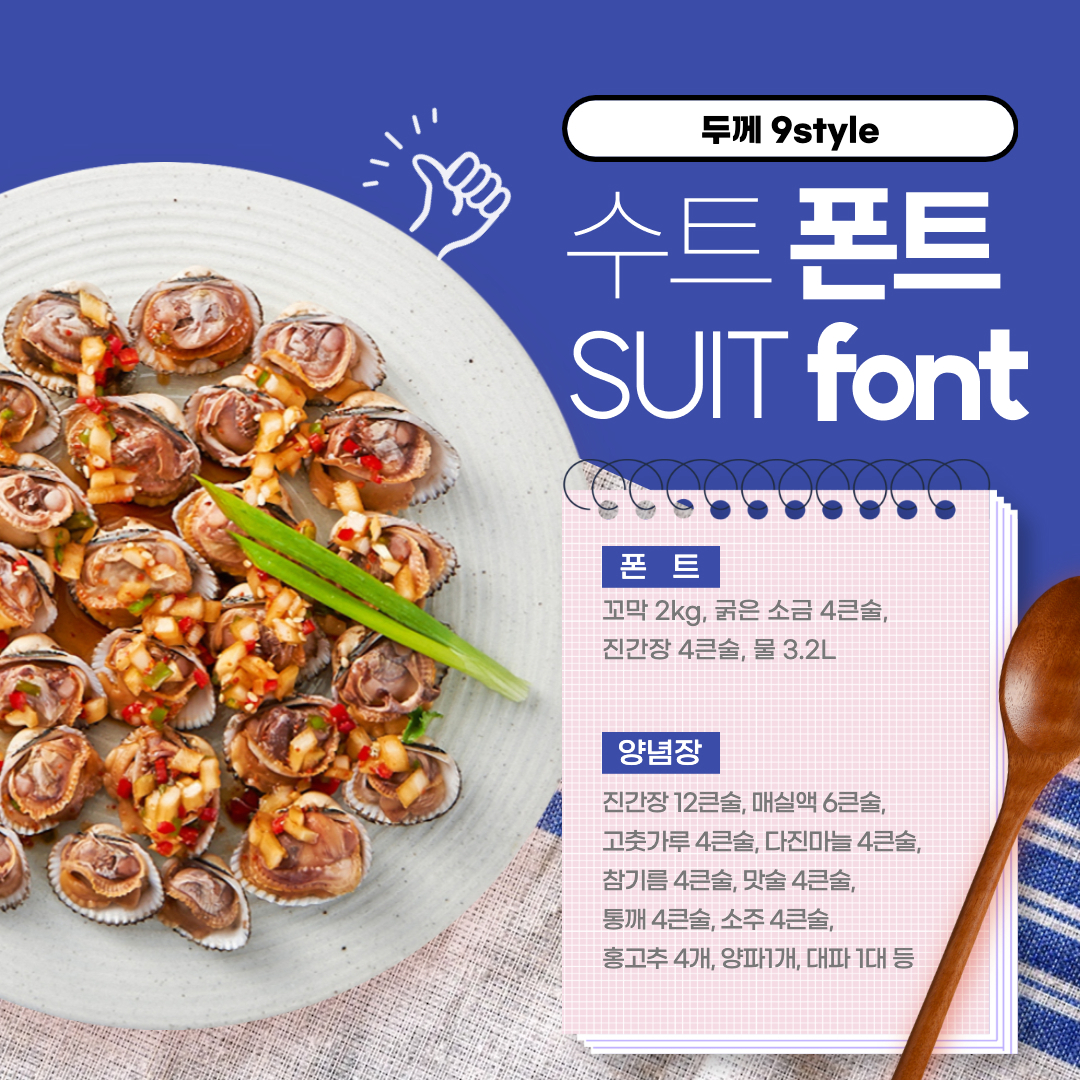 두께 9style
수트 폰트
SUIT font
폰 트
꼬막 2kg, 굵은 소금 4큰술,
진간장 4큰술, 물 3.2L
양념장
진간장 12큰술, 매실액 6큰술,
고춧가루 4큰술, 다진마늘 4큰술,
참기름 4큰술, 맛술 4큰술,
통깨 4큰술, 소주 4큰술,
홍고추 4개, 양파1개, 대파 1대 등